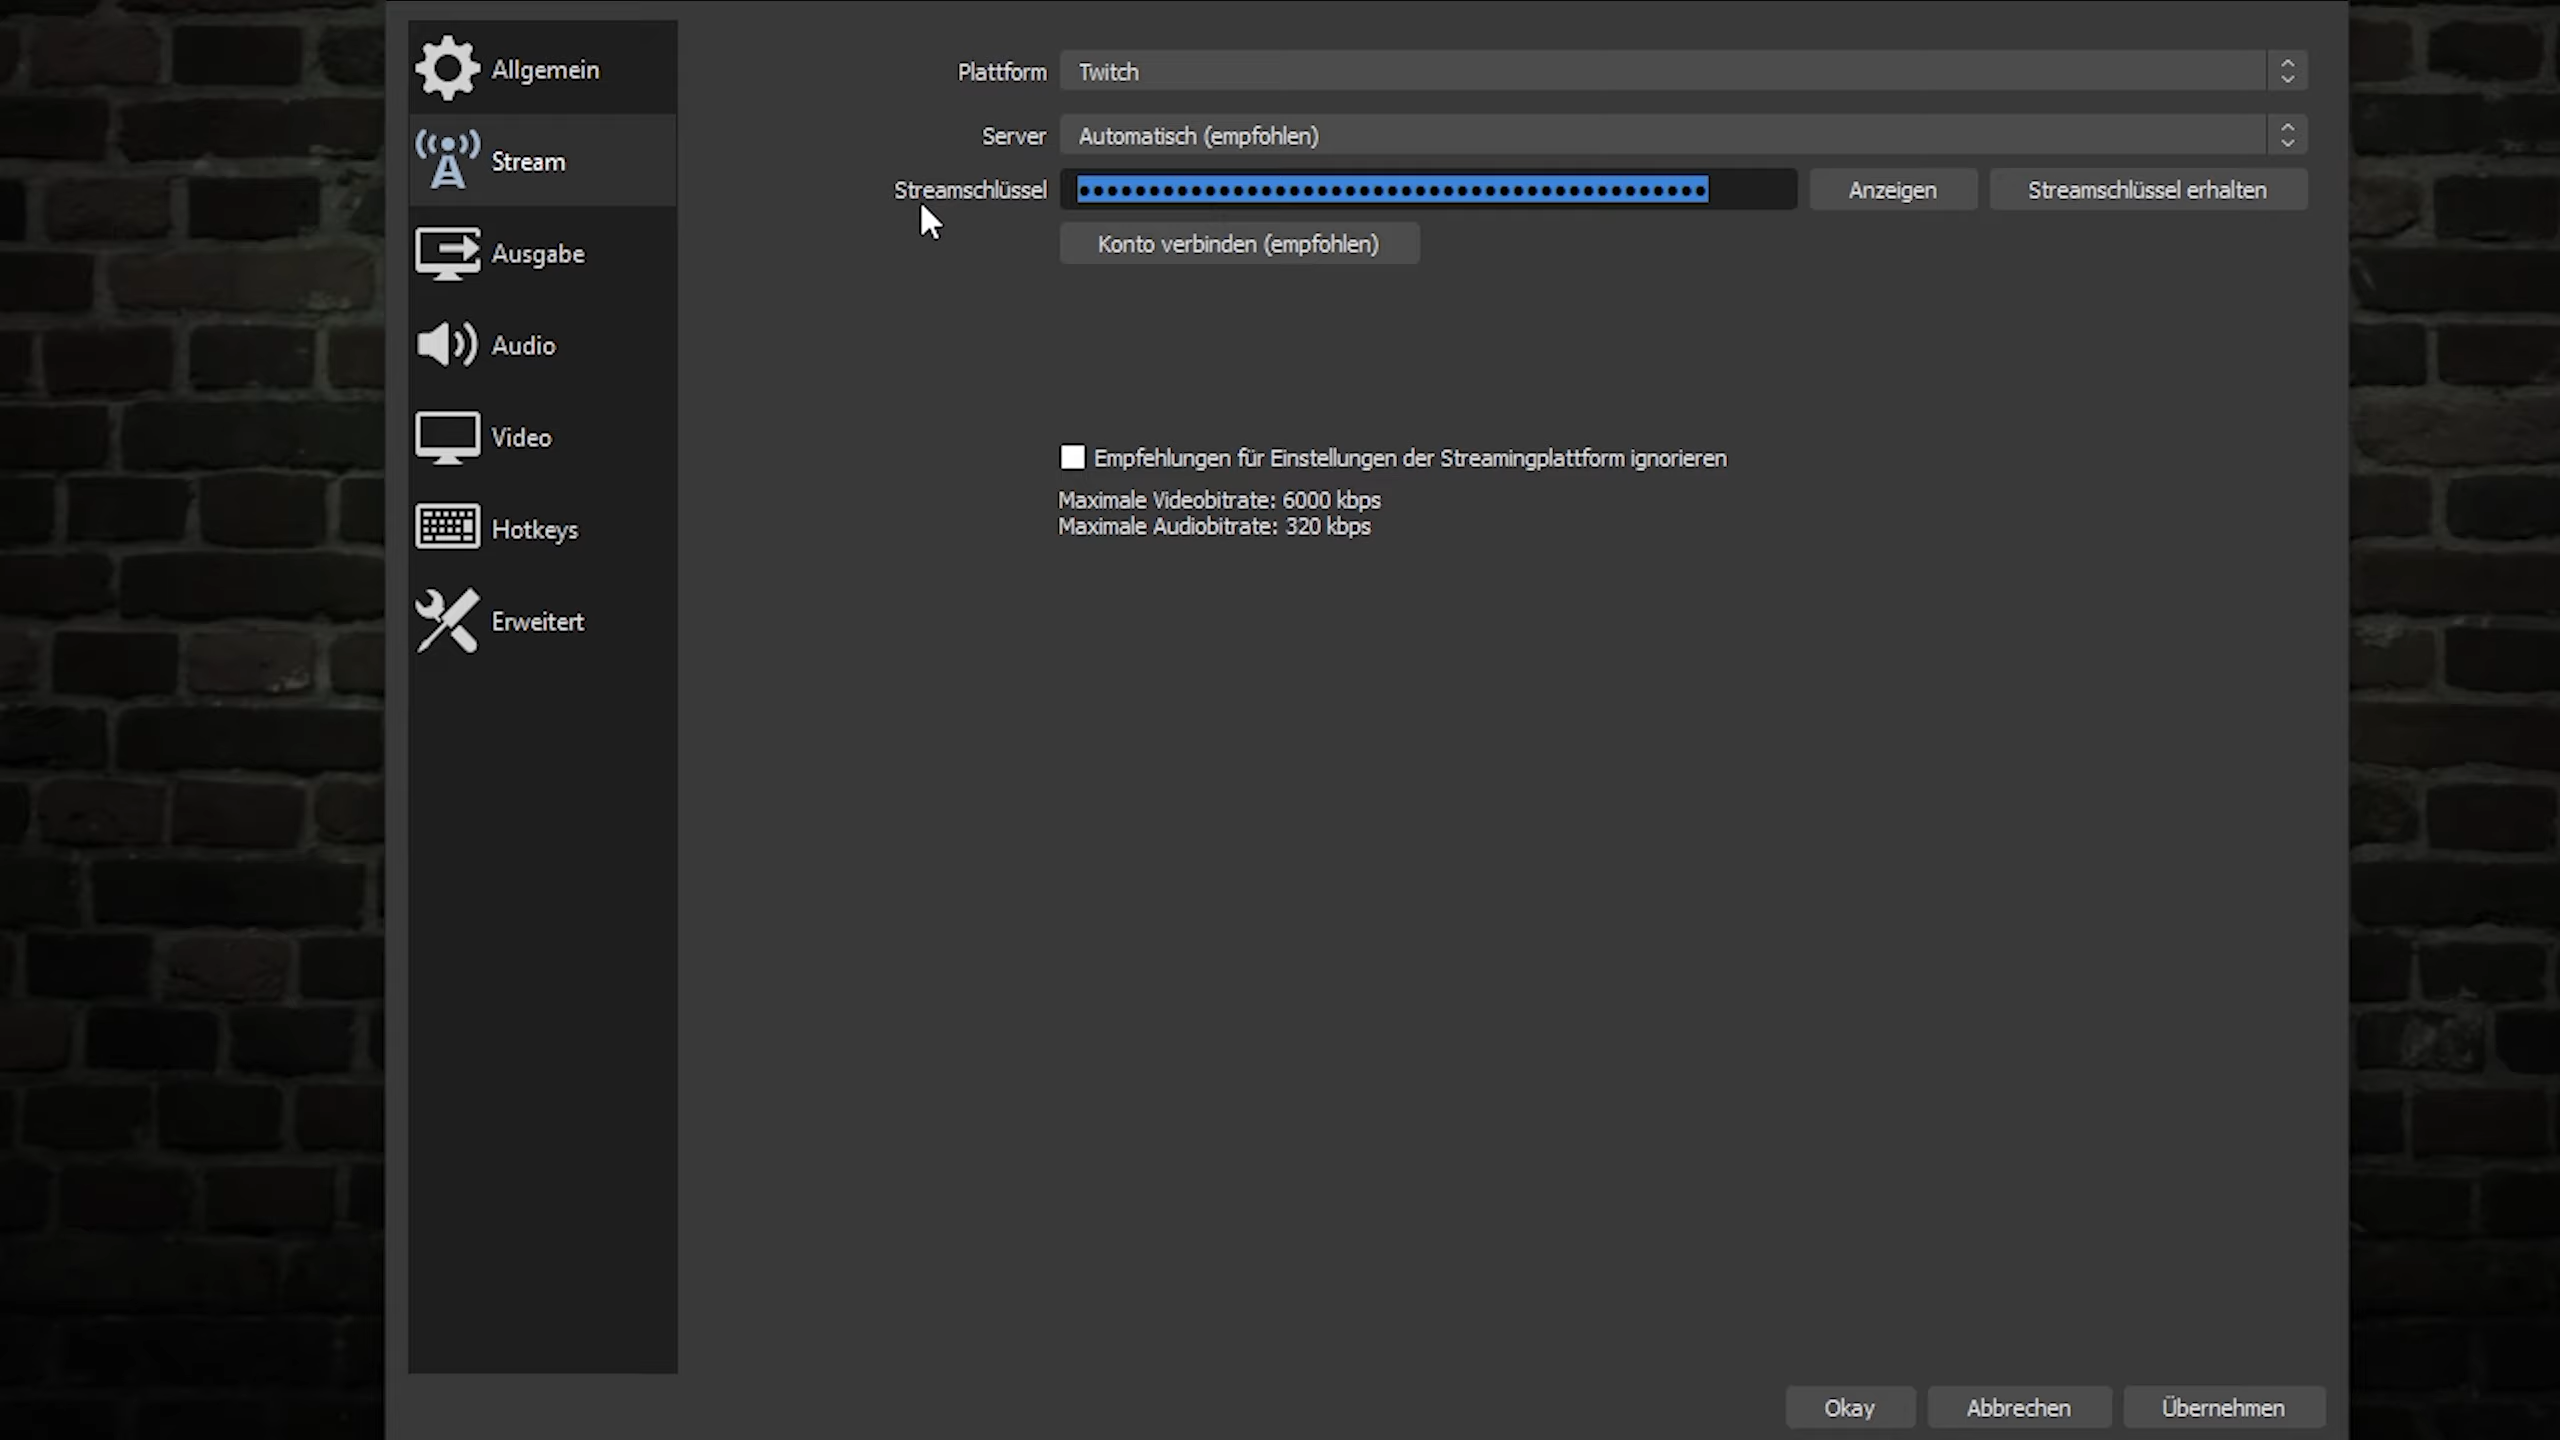 Allgemein
Stream
Ausgabe
Audio
Video
Hotkeys
Erweitert
Plattform Twitch
Server Automatisch (empfohlen)
Streamschlüssel ●●●●●●●●●●●●●●●●●●●●●●●●●●●●●●●●●●●●●●●●●●●●● Anzeigen Streamschlüssel erhalten
Konto verbinden (empfohlen)
Empfehlungen für Einstellungen der Streamingplattform ignorieren
Maximale Videobitrate: 6000 kbps
Maximale Audiobitrate: 320 kbps
Okay Abbrechen Übernehmen